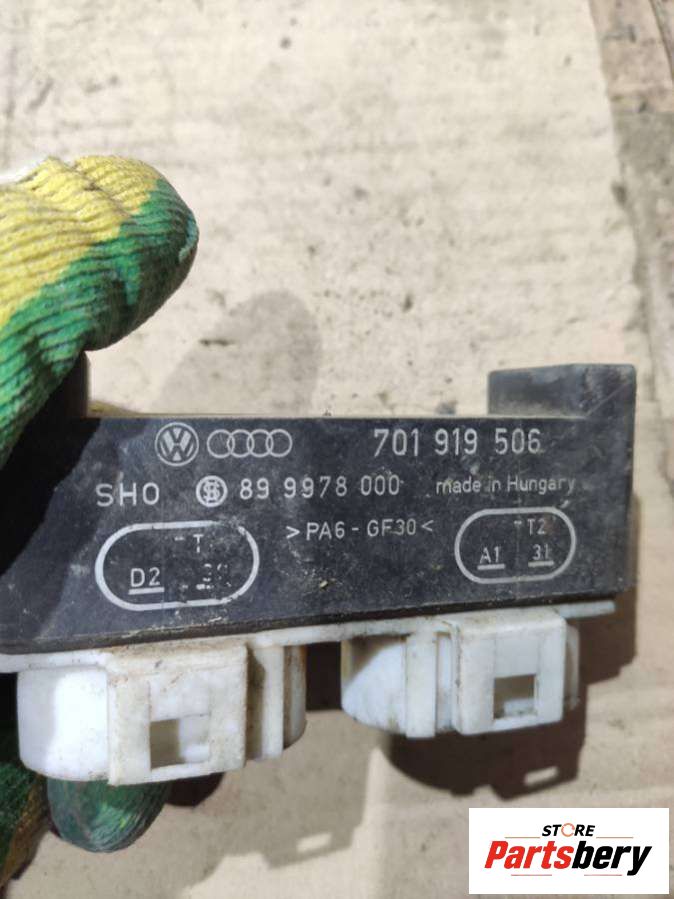 701 919 506
SHO 89 9978 000 made in Hungary
>PA6-GF30<
T
D2
T2
A1 31
STORE
Partsbery